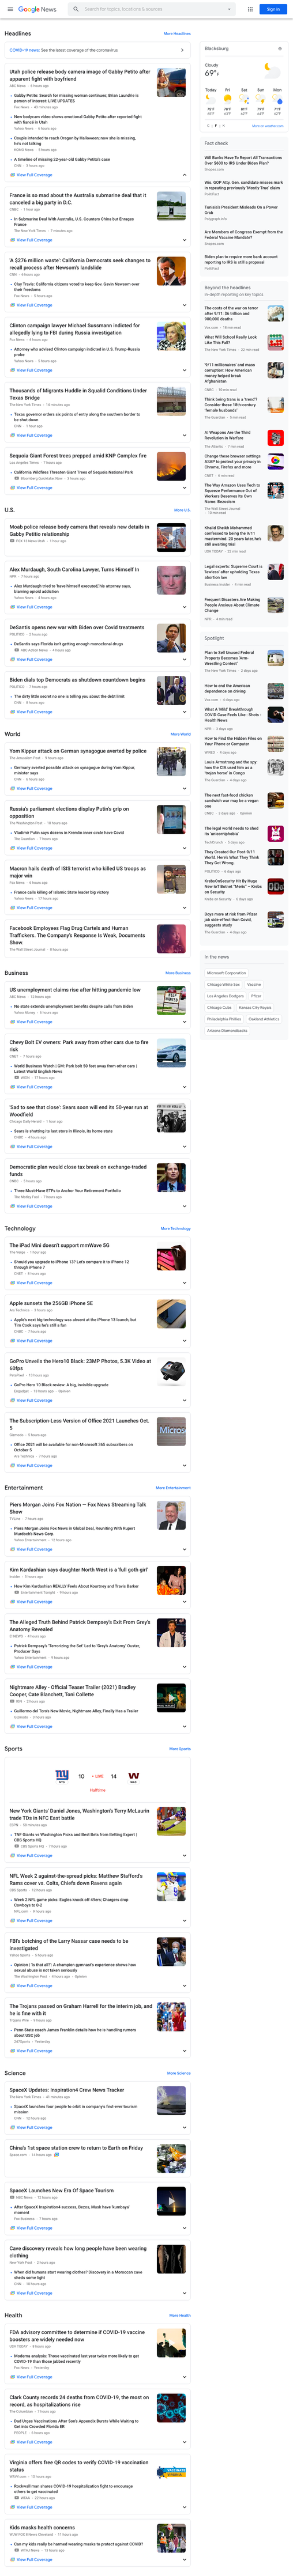 Google News
Search for topics, locations & sources
Sign in
Headlines
More Headlines
COVID-19 news: See the latest coverage of the coronavirus
Utah police release body camera image of Gabby Petito after
apparent fight with boyfriend
Gabby Petito: Search for missing woman continues; Brian Laundrie is
person of interest: LIVE UPDATES
New bodycam video shows emotional Gabby Petito after reported fight
with fiancé in Utah
Couple intended to reach Oregon by Halloween; now she is missing,
he's not talking
A timeline of missing 22-year-old Gabby Petito's case
View Full Coverage
France is so mad about the Australia submarine deal that it
canceled a big party in D.C.
In Submarine Deal With Australia, U.S. Counters China but Enrages
France
View Full Coverage
'A $276 million waste': California Democrats seek changes to
recall process after Newsom's landslide
Clay Travis: California citizens voted to keep Gov. Gavin Newsom over
their freedoms
View Full Coverage
Clinton campaign lawyer Michael Sussmann indicted for
allegedly lying to FBI during Russia investigation
Attorney who advised Clinton campaign indicted in U.S. Trump-Russia
probe
View Full Coverage
Thousands of Migrants Huddle in Squalid Conditions Under
Texas Bridge
Texas governor orders six points of entry along the southern border to
be shut down
View Full Coverage
Sequoia Giant Forest trees prepped amid KNP Complex fire
California Wildfires Threaten Giant Trees of Sequoia National Park
View Full Coverage
U.S.
More U.S.
Moab police release body camera that reveals new details in
Gabby Petito relationship
Alex Murdaugh, South Carolina Lawyer, Turns Himself In
Alex Murdaugh tried to 'have himself executed,' his attorney says,
blaming opioid addiction
View Full Coverage
DeSantis opens new war with Biden over Covid treatments
DeSantis says Florida isn't getting enough monoclonal drugs
View Full Coverage
Biden dials top Democrats as shutdown countdown begins
The dirty little secret no one is telling you about the debt limit
View Full Coverage
World
More World
Yom Kippur attack on German synagogue averted by police
Germany averted possible attack on synagogue during Yom Kippur,
minister says
View Full Coverage
Russia's parliament elections display Putin's grip on
opposition
Vladimir Putin says dozens in Kremlin inner circle have Covid
View Full Coverage
Macron hails death of ISIS terrorist who killed US troops as
major win
France calls killing of Islamic State leader big victory
View Full Coverage
Facebook Employees Flag Drug Cartels and Human
Traffickers. The Company's Response Is Weak, Documents
Show.
Business
More Business
US unemployment claims rise after hitting pandemic low
No state extends unemployment benefits despite calls from Biden
View Full Coverage
Chevy Bolt EV owners: Park away from other cars due to fire
risk
World Business Watch | GM: Park bolt 50 feet away from other cars |
Latest World English News
View Full Coverage
'Sad to see that close': Sears soon will end its 50-year run at
Woodfield
Sears is shutting its last store in Illinois, its home state
View Full Coverage
Democratic plan would close tax break on exchange-traded
funds
Three Must-Have ETFs to Anchor Your Retirement Portfolio
View Full Coverage
Technology
More Technology
The iPad Mini doesn't support mmWave 5G
Should you upgrade to iPhone 13? Let's compare it to iPhone 12
through iPhone 7
View Full Coverage
Apple sunsets the 256GB iPhone SE
Apple's next big technology was absent at the iPhone 13 launch, but
Tim Cook says he's still a fan
View Full Coverage
GoPro Unveils the Hero10 Black: 23MP Photos, 5.3K Video at
60fps
GoPro Hero 10 Black review: A big, invisible upgrade
View Full Coverage
The Subscription-Less Version of Office 2021 Launches Oct.
5
Office 2021 will be available for non-Microsoft 365 subscribers on
October 5
View Full Coverage
Entertainment
More Entertainment
Piers Morgan Joins Fox Nation — Fox News Streaming Talk
Show
Piers Morgan Joins Fox News in Global Deal, Reuniting With Rupert
Murdoch's News Corp.
View Full Coverage
Kim Kardashian says daughter North West is a 'full goth girl'
How Kim Kardashian REALLY Feels About Kourtney and Travis Barker
View Full Coverage
The Alleged Truth Behind Patrick Dempsey's Exit From Grey's
Anatomy Revealed
Patrick Dempsey's 'Terrorizing the Set' Led to 'Grey's Anatomy' Ouster,
Producer Says
View Full Coverage
Nightmare Alley - Official Teaser Trailer (2021) Bradley
Cooper, Cate Blanchett, Toni Collette
Guillermo del Toro's New Movie, Nightmare Alley, Finally Has a Trailer
View Full Coverage
Sports
More Sports
10 • LIVE 14
Halftime
New York Giants' Daniel Jones, Washington's Terry McLaurin
trade TDs in NFC East battle
TNF Giants vs Washington Picks and Best Bets from Betting Expert |
CBS Sports HQ
View Full Coverage
NFL Week 2 against-the-spread picks: Matthew Stafford's
Rams cover vs. Colts, Chiefs down Ravens again
Week 2 NFL game picks: Eagles knock off 49ers; Chargers drop
Cowboys to 0-2
View Full Coverage
FBI's botching of the Larry Nassar case needs to be
investigated
Opinion | 'Is that all?': A champion gymnast's experience shows how
sexual abuse is not taken seriously
View Full Coverage
The Trojans passed on Graham Harrell for the interim job, and
he is fine with it
Penn State coach James Franklin details how he is handling rumors
about USC job
View Full Coverage
Science
More Science
SpaceX Updates: Inspiration4 Crew News Tracker
SpaceX launches four people to orbit in company's first-ever tourism
mission
View Full Coverage
China's 1st space station crew to return to Earth on Friday
SpaceX Launches New Era Of Space Tourism
After SpaceX Inspiration4 success, Bezos, Musk have 'kumbaya'
moment
View Full Coverage
Cave discovery reveals how long people have been wearing
clothing
When did humans start wearing clothes? Discovery in a Moroccan cave
sheds some light
View Full Coverage
Health
More Health
FDA advisory committee to determine if COVID-19 vaccine
boosters are widely needed now
Moderna analysis: Those vaccinated last year twice more likely to get
COVID-19 than those jabbed recently
View Full Coverage
Clark County records 24 deaths from COVID-19, the most on
record, as hospitalizations rise
Dad Urges Vaccinations After Son's Appendix Bursts While Waiting to
Get into Crowded Florida ER
View Full Coverage
Virginia offers free QR codes to verify COVID-19 vaccination
status
Rockwall man shares COVID-19 hospitalization fight to encourage
others to get vaccinated
View Full Coverage
Kids masks health concerns
Can my kids really be harmed wearing masks to protect against COVID?
View Full Coverage
Blacksburg
Cloudy
69°F
Today Fri Sat Sun Mon
More on weather.com
Fact check
Will Banks Have To Report All Transactions
Over $600 to IRS Under Biden Plan?
Snopes.com
Wis. GOP Atty. Gen. candidate misses mark
in repeating previously 'Mostly True' claim
PolitiFact
Tunisia's President Misleads On a Power
Grab
Polygraph.info
Are Members of Congress Exempt from the
Federal Vaccine Mandate?
Snopes.com
Biden plan to require more bank account
reporting to IRS is still a proposal
PolitiFact
Beyond the headlines
In-depth reporting on key topics
The costs of the war on terror
after 9/11: $8 trillion and
900,000 deaths
What Will School Really Look
Like This Fall?
'9/11 millionaires' and mass
corruption: How American
money helped break
Afghanistan
Think being trans is a 'trend'?
Consider these 18th-century
'female husbands'
AI Weapons Are the Third
Revolution in Warfare
Change these browser settings
ASAP to protect your privacy in
Chrome, Firefox and more
The Way Amazon Uses Tech to
Squeeze Performance Out of
Workers Deserves Its Own
Name: Bezosism
Khalid Sheikh Mohammed
confessed to being the 9/11
mastermind. 20 years later, he's
still awaiting trial
Legal experts: Supreme Court is
'lawless' after upholding Texas
abortion law
Frequent Disasters Are Making
People Anxious About Climate
Change
Spotlight
Plan to Sell Unused Federal
Property Becomes 'Arm-
Wrestling Contest'
How to end the American
dependence on driving
What A 'Mild' Breakthrough
COVID Case Feels Like : Shots -
Health News
How to Find the Hidden Files on
Your Phone or Computer
Louis Armstrong and the spy:
how the CIA used him as a
'trojan horse' in Congo
The next fast-food chicken
sandwich war may be a vegan
one
The legal world needs to shed
its 'unicorniphobia'
They Created Our Post-9/11
World. Here's What They Think
They Got Wrong.
KrebsOnSecurity Hit By Huge
New IoT Botnet "Meris" – Krebs
on Security
Boys more at risk from Pfizer
jab side-effect than Covid,
suggests study
In the news
Microsoft Corporation
Chicago White Sox
Vaccine
Los Angeles Dodgers
Pfizer
Chicago Cubs
Kansas City Royals
Philadelphia Phillies
Oakland Athletics
Arizona Diamondbacks